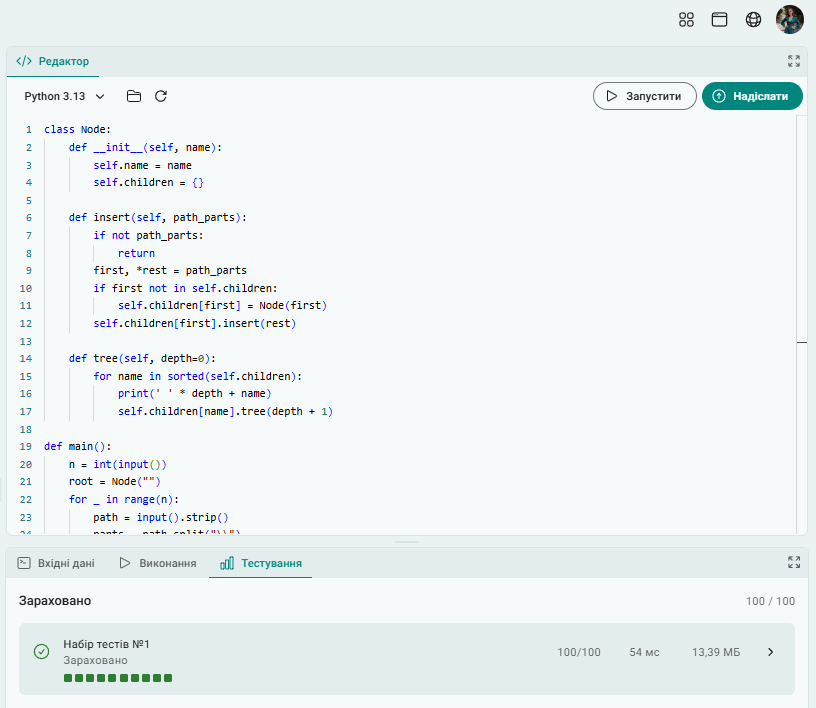 </> Редактор
Python 3.13
Запустити
Надіслати
1 class Node:
2 def __init__(self, name):
3 self.name = name
4 self.children = {}
5
6 def insert(self, path_parts):
7 if not path_parts:
8 return
9 first, *rest = path_parts
10 if first not in self.children:
11 self.children[first] = Node(first)
12 self.children[first].insert(rest)
13
14 def tree(self, depth=0):
15 for name in sorted(self.children):
16 print(' ' * depth + name)
17 self.children[name].tree(depth + 1)
18
19 def main():
20 n = int(input())
21 root = Node("")
22 for _ in range(n):
23 path = input().strip()
24 parts = path.split("\\")
Вхідні дані
Виконання
Тестування
Зараховано
100 / 100
Набір тестів №1
Зараховано
100/100
54 мс
13,39 МБ